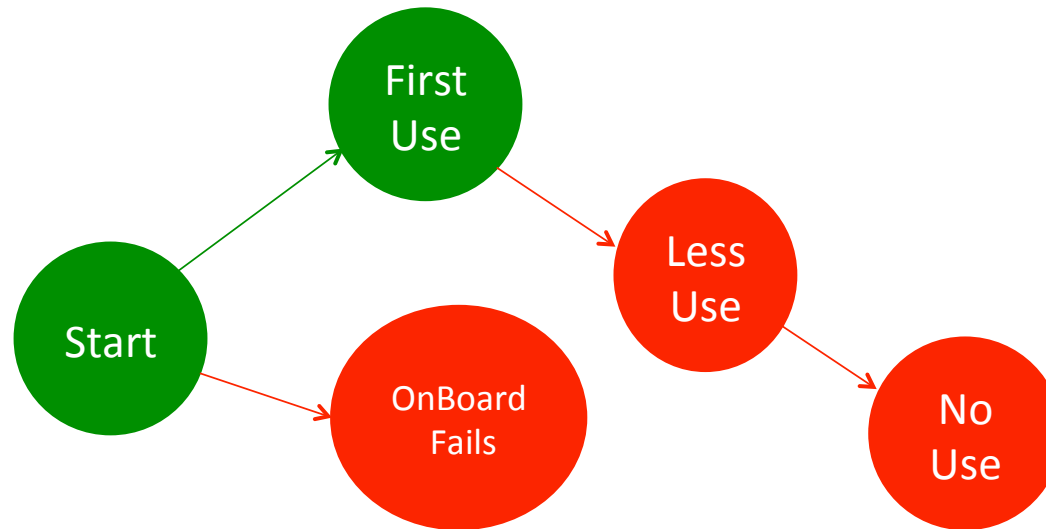 First
Use
Less
Use
Start
OnBoard
Fails
No
Use